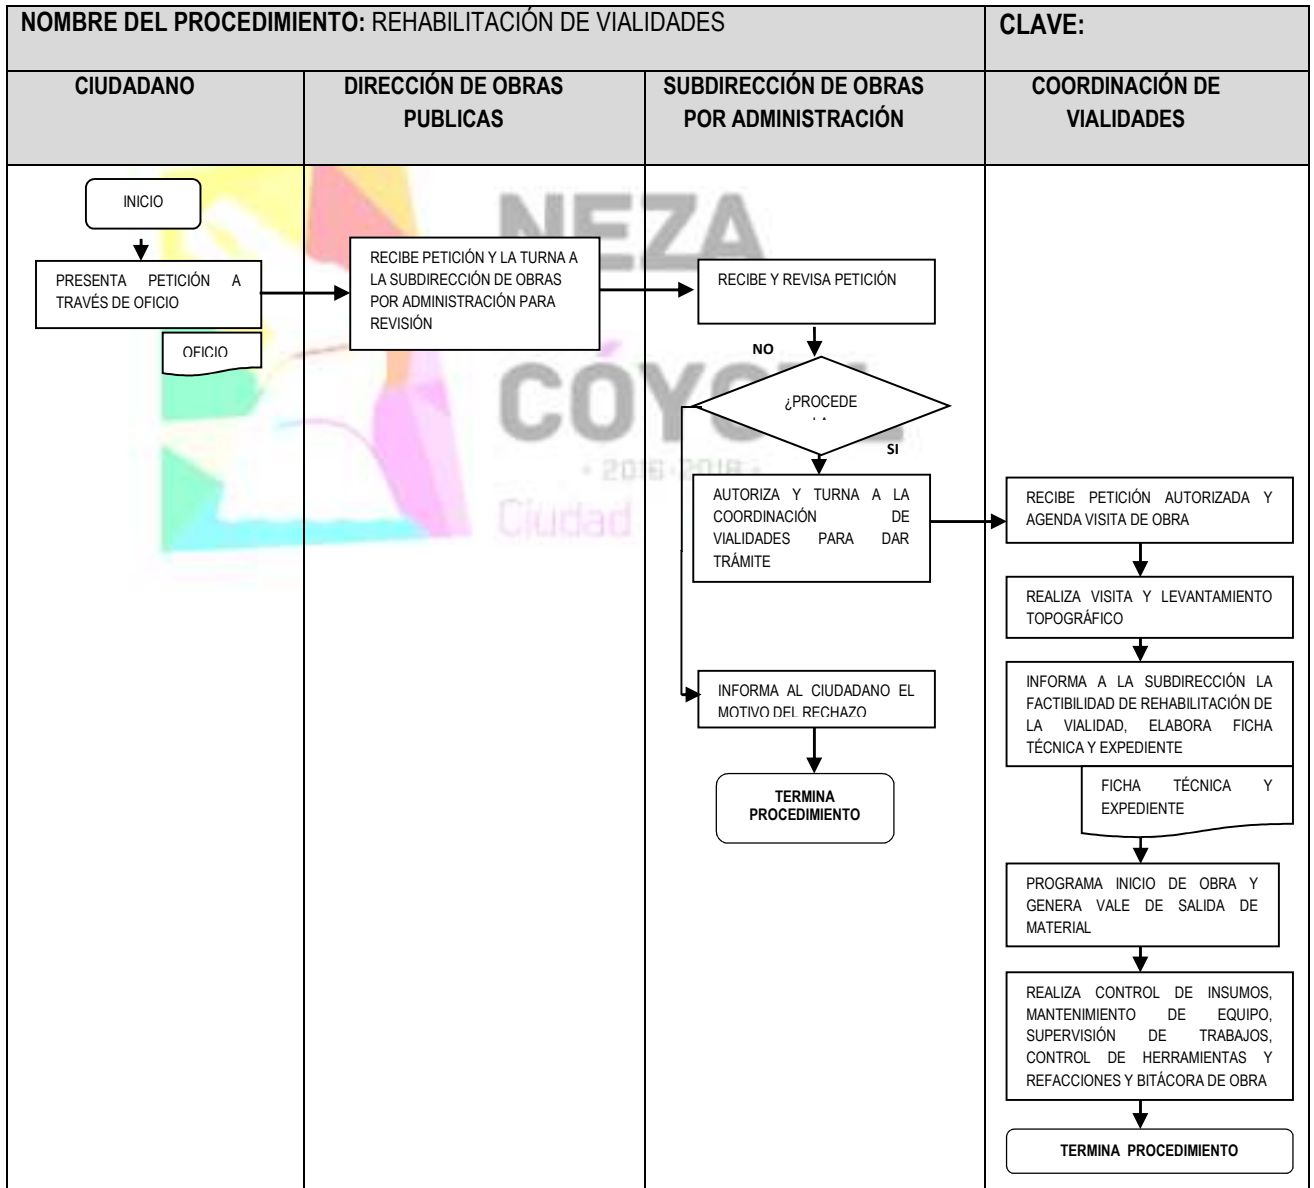 NOMBRE DEL PROCEDIMIENTO: REHABILITACIÓN DE VIALIDADES
CLAVE:
CIUDADANO
DIRECCIÓN DE OBRAS
PUBLICAS
SUBDIRECCIÓN DE OBRAS
POR ADMINISTRACIÓN
COORDINACIÓN DE
VIALIDADES
INICIO
PRESENTA PETICIÓN A
TRAVÉS DE OFICIO
OFICIO
RECIBE PETICIÓN Y LA TURNA A
LA SUBDIRECCIÓN DE OBRAS
POR ADMINISTRACIÓN PARA
REVISIÓN
RECIBE Y REVISA PETICIÓN
NO
¿PROCEDE
SI
AUTORIZA Y TURNA A LA
COORDINACIÓN DE
VIALIDADES PARA DAR
TRÁMITE
INFORMA AL CIUDADANO EL
MOTIVO DEL RECHAZO
TERMINA
PROCEDIMIENTO
RECIBE PETICIÓN AUTORIZADA Y
AGENDA VISITA DE OBRA
REALIZA VISITA Y LEVANTAMIENTO
TOPOGRÁFICO
INFORMA A LA SUBDIRECCIÓN LA
FACTIBILIDAD DE REHABILITACIÓN DE
LA VIALIDAD, ELABORA FICHA
TÉCNICA Y EXPEDIENTE
FICHA TÉCNICA Y
EXPEDIENTE
PROGRAMA INICIO DE OBRA Y
GENERA VALE DE SALIDA DE
MATERIAL
REALIZA CONTROL DE INSUMOS,
MANTENIMIENTO DE EQUIPO,
SUPERVISIÓN DE TRABAJOS,
CONTROL DE HERRAMIENTAS Y
REFACCIONES Y BITÁCORA DE OBRA
TERMINA PROCEDIMIENTO
NEZA
2016-2018
Ciudad